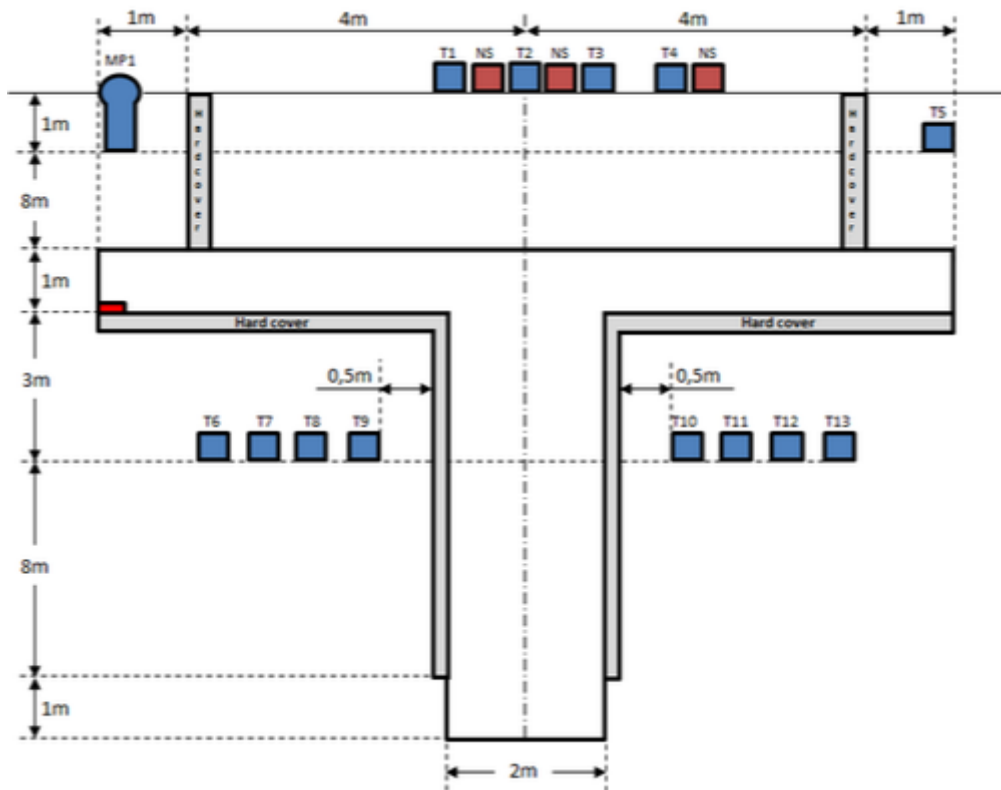 1m 4m 4m 1m
MP1 T1 NS T2 NS T3 T4 NS
1m Hardcover Hardcover T5
8m
1m
Hard cover Hard cover
3m 0,5m 0,5m
T6 T7 T8 T9 T10 T11 T12 T13
8m
1m
2m